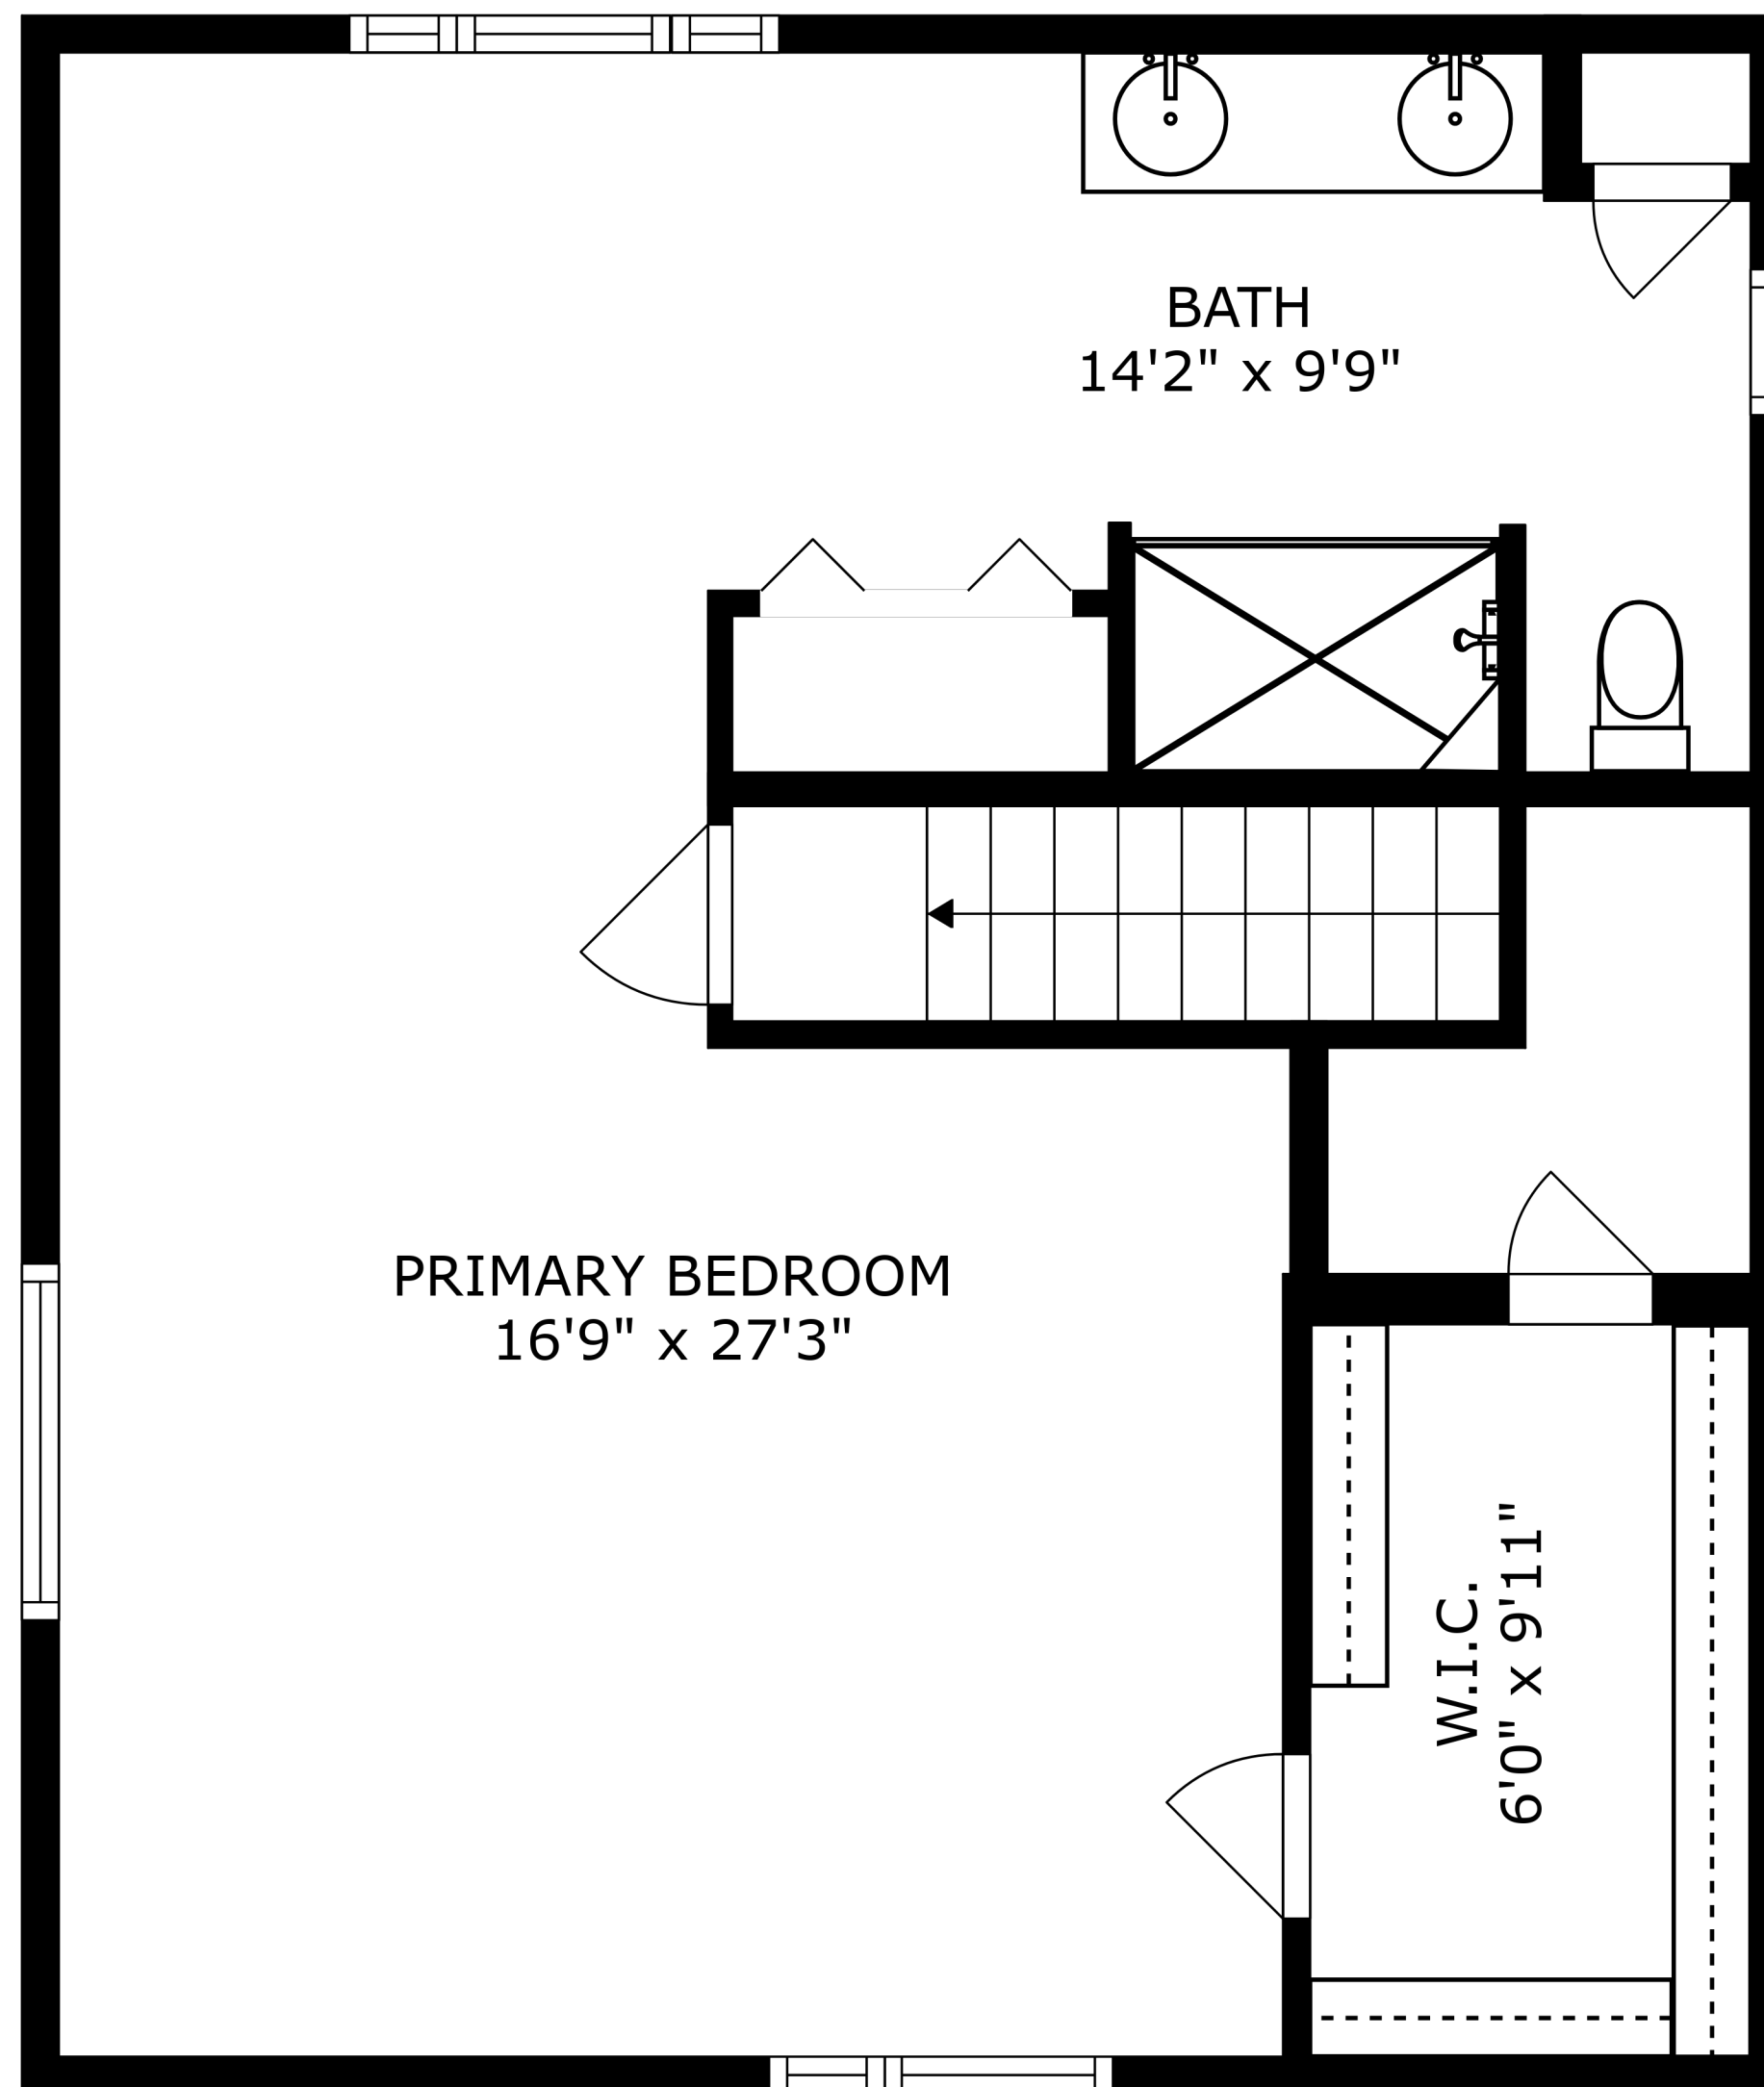 BATH
14'2" x 9'9"
PRIMARY BEDROOM
16'9" x 27'3"
W.I.C.
6'0" x 9'11"